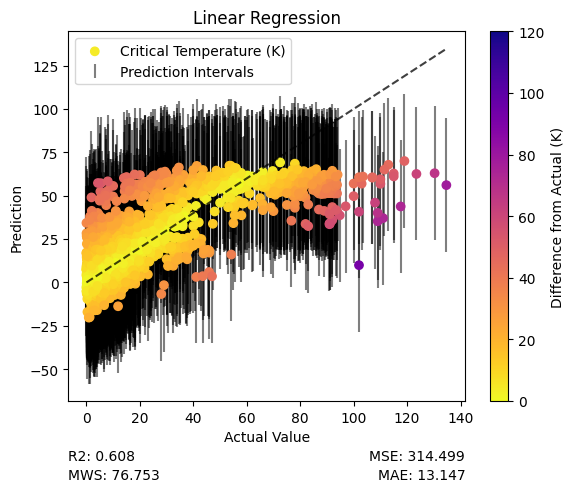 Linear Regression
Critical Temperature (K)
Prediction Intervals
125
100
75
50
25
0
−25
−50
Prediction
0
20
40
60
80
100
120
140
Actual Value
120
100
80
60
40
20
0
Difference from Actual (K)
R2: 0.608
MSE: 314.499
MWS: 76.753
MAE: 13.147